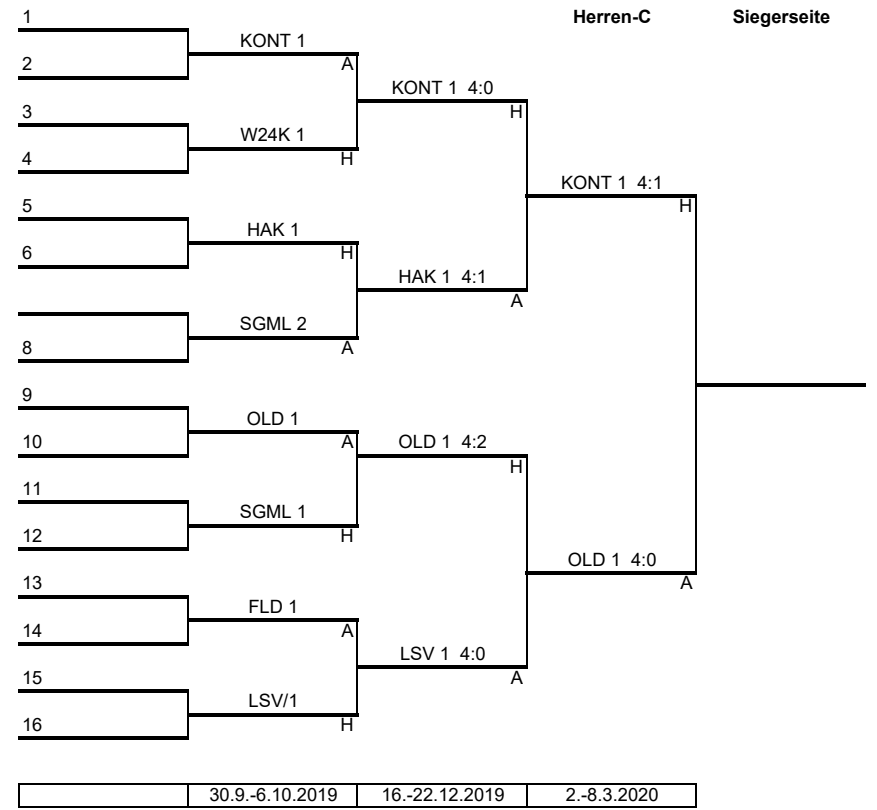 Herren-C Siegerseite
1
KONT 1
A
2
KONT 1 4:0
H
3
W24K 1
H
4
KONT 1 4:1
H
5
HAK 1
H
6
HAK 1 4:1
A
SGML 2
A
8
9
OLD 1
A
10
OLD 1 4:2
H
11
SGML 1
H
12
OLD 1 4:0
A
13
FLD 1
A
14
LSV 1 4:0
A
15
LSV/1
H
16
30.9.-6.10.2019 16.-22.12.2019 2.-8.3.2020